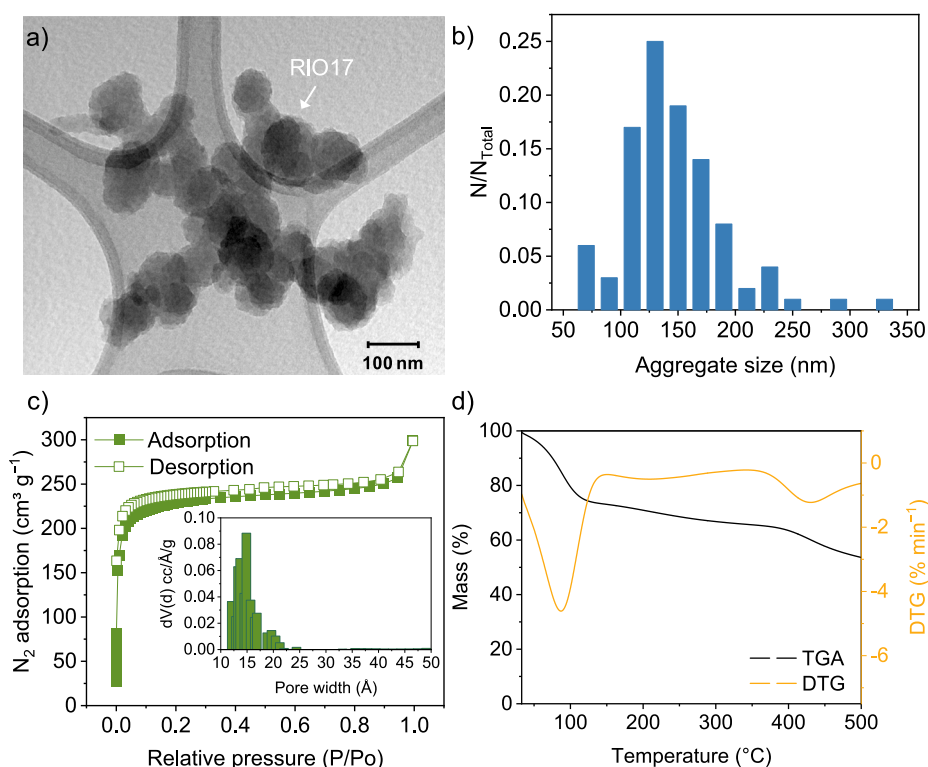 a)
RIO17
100 nm
b)
N/N_Total
0.25
0.20
0.15
0.10
0.05
0.00
50 100 150 200 250 300 350
Aggregate size (nm)
c)
N₂ adsorption (cm³ g⁻¹)
300
250
200
150
100
50
0
Adsorption
Desorption
dV(d) cc/Å/g
0.10
0.08
0.06
0.04
0.02
0.00
10 15 20 25 30 35 40 45 50
Pore width (Å)
0.0 0.2 0.4 0.6 0.8 1.0
Relative pressure (P/Po)
d)
Mass (%)
100
80
60
40
20
0
0
-2
-4
-6
DTG (% min⁻¹)
TGA
DTG
100 200 300 400 500
Temperature (°C)